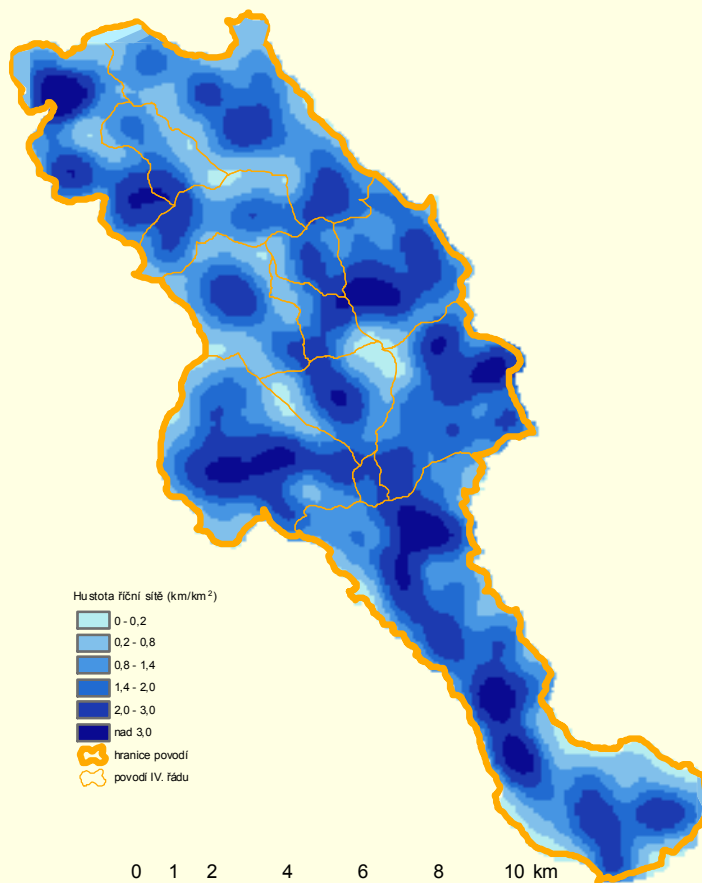 Hustota říční sítě (km/km²)
0 - 0,2
0,2 - 0,8
0,8 - 1,4
1,4 - 2,0
2,0 - 3,0
nad 3,0
hranice povodí
povodí IV. řádu
0 1 2 4 6 8 10 km